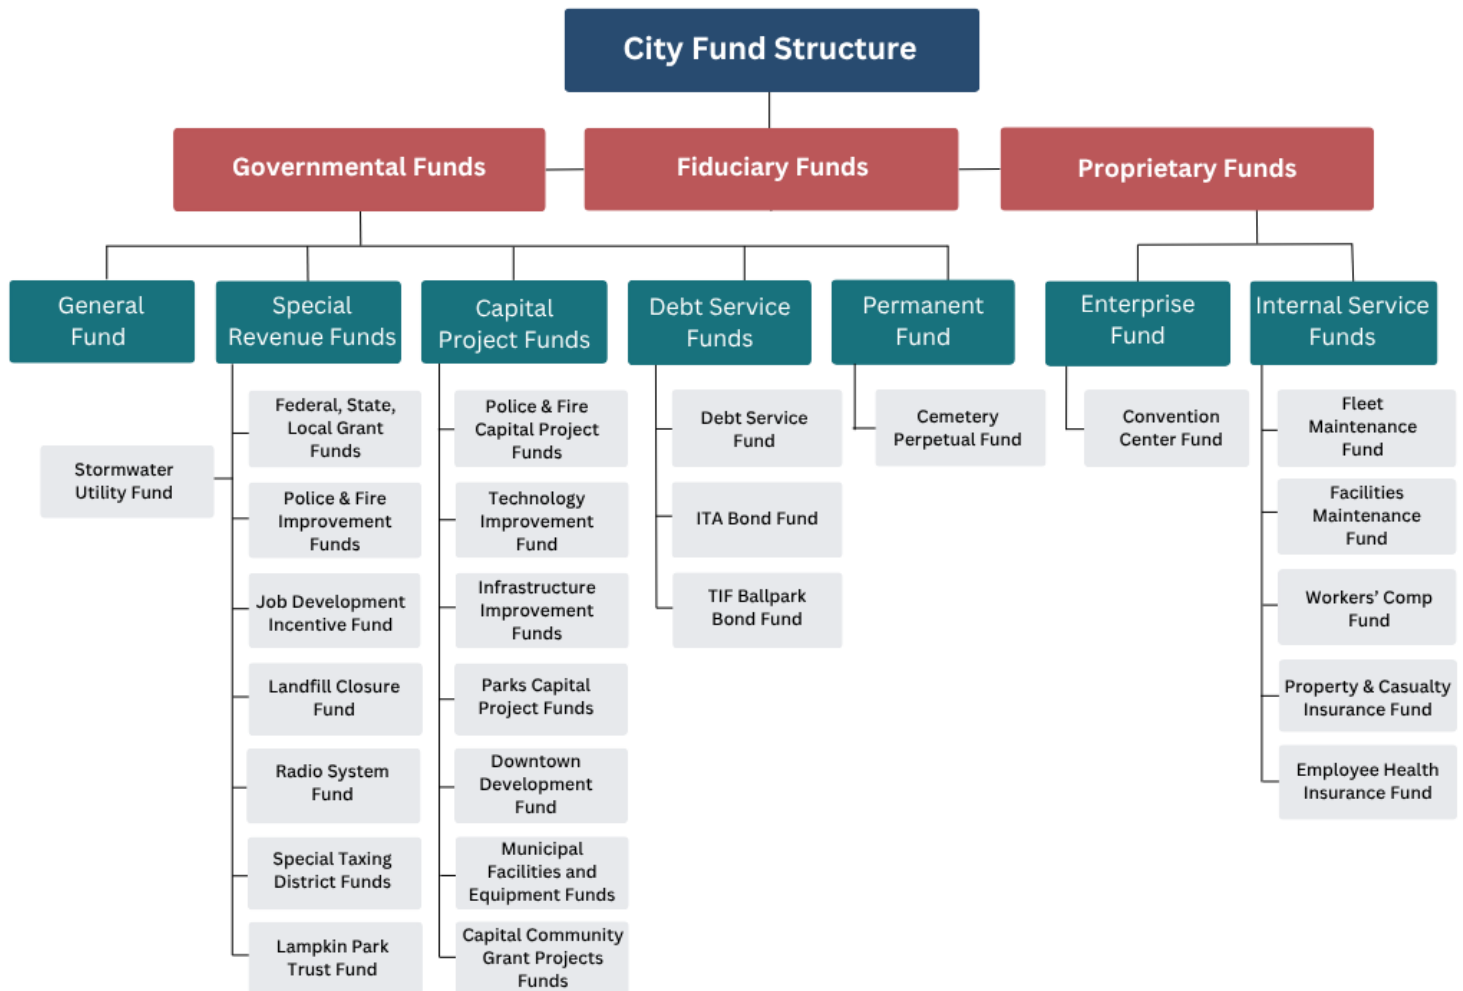 City Fund Structure
Governmental Funds
Fiduciary Funds
Proprietary Funds
General
Fund
Special
Revenue Funds
Capital
Project Funds
Debt Service
Funds
Permanent
Fund
Enterprise
Fund
Internal Service
Funds
Stormwater
Utility Fund
Federal, State,
Local Grant
Funds
Police & Fire
Improvement
Funds
Job Development
Incentive Fund
Landfill Closure
Fund
Radio System
Fund
Special Taxing
District Funds
Lampkin Park
Trust Fund
Police & Fire
Capital Project
Funds
Technology
Improvement
Fund
Infrastructure
Improvement
Funds
Parks Capital
Project Funds
Downtown
Development
Fund
Municipal
Facilities and
Equipment Funds
Capital Community
Grant Projects
Funds
Debt Service
Fund
ITA Bond Fund
TIF Ballpark
Bond Fund
Cemetery
Perpetual Fund
Convention
Center Fund
Fleet
Maintenance
Fund
Facilities
Maintenance
Fund
Workers’ Comp
Fund
Property & Casualty
Insurance Fund
Employee Health
Insurance Fund